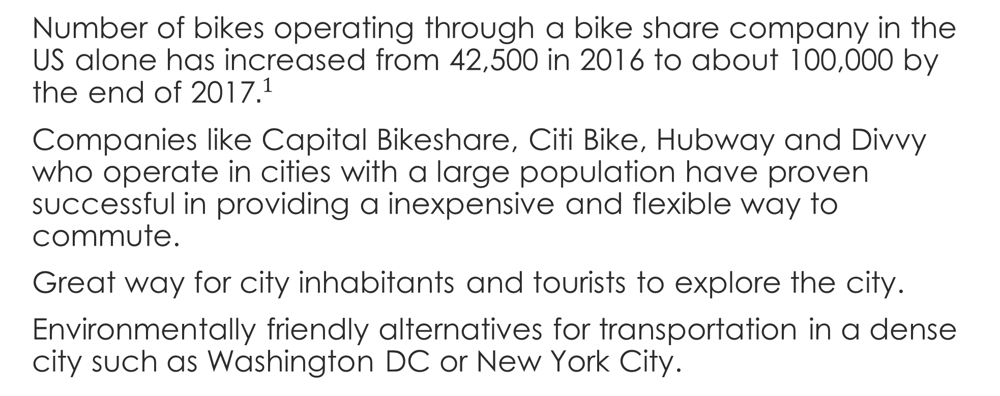 Number of bikes operating through a bike share company in the
US alone has increased from 42,500 in 2016 to about 100,000 by
the end of 2017.¹
Companies like Capital Bikeshare, Citi Bike, Hubway and Divvy
who operate in cities with a large population have proven
successful in providing a inexpensive and flexible way to
commute.
Great way for city inhabitants and tourists to explore the city.
Environmentally friendly alternatives for transportation in a dense
city such as Washington DC or New York City.